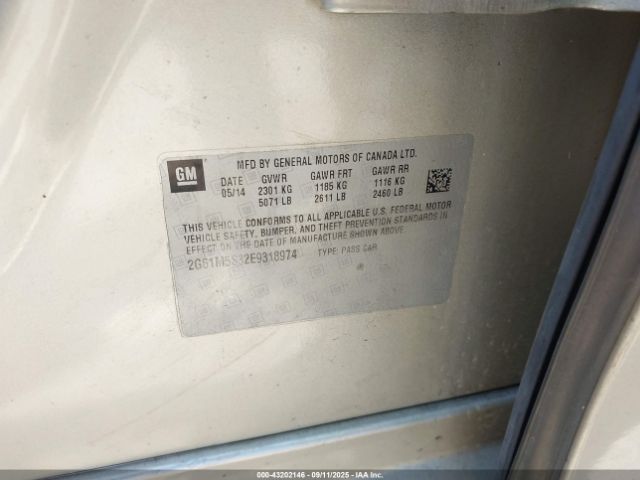 GM
MFD BY GENERAL MOTORS OF CANADA LTD.
DATE GVWR GAWR FRT GAWR RR
05/14 2301 KG 1185 KG 1116 KG
5071 LB 2611 LB 2460 LB
THIS VEHICLE CONFORMS TO ALL APPLICABLE U.S. FEDERAL MOTOR
VEHICLE SAFETY, BUMPER, AND THEFT PREVENTION STANDARDS IN
EFFECT ON THE DATE OF MANUFACTURE SHOWN ABOVE.
2G61M5S32E9318974 TYPE: PASS CAR
000-43202146 - 09/11/2025 - IAAI.COM